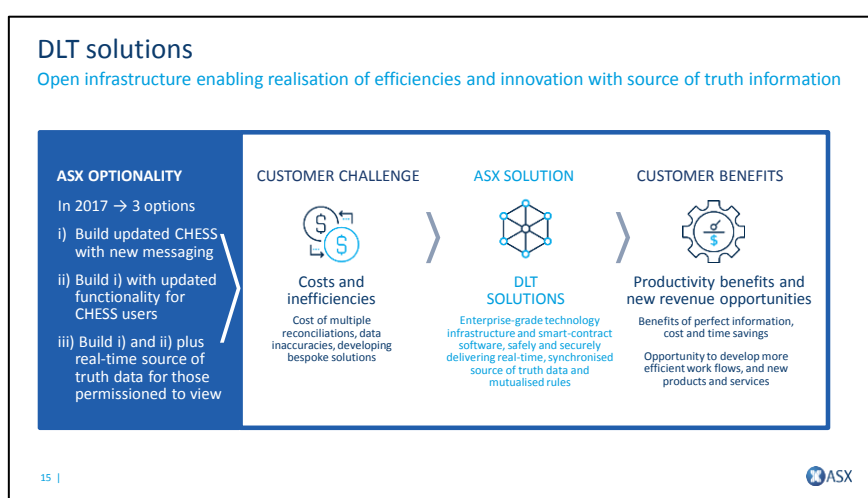 DLT solutions
Open infrastructure enabling realisation of efficiencies and innovation with source of truth information
ASX OPTIONALITY
In 2017 → 3 options
i) Build updated CHESS
with new messaging
ii) Build i) with updated
functionality for
CHESS users
iii) Build i) and ii) plus
real-time source of
truth data for those
permissioned to view
CUSTOMER CHALLENGE
$
$
Costs and
inefficiencies
Cost of multiple
reconciliations, data
inaccuracies, developing
bespoke solutions
ASX SOLUTION
DLT
SOLUTIONS
Enterprise-grade technology
infrastructure and smart-contract
software, safely and securely
delivering real-time, synchronised
source of truth data and
mutualised rules
CUSTOMER BENEFITS
$
Productivity benefits and
new revenue opportunities
Benefits of perfect information,
cost and time savings
Opportunity to develop more
efficient work flows, and new
products and services
15 |
ASX